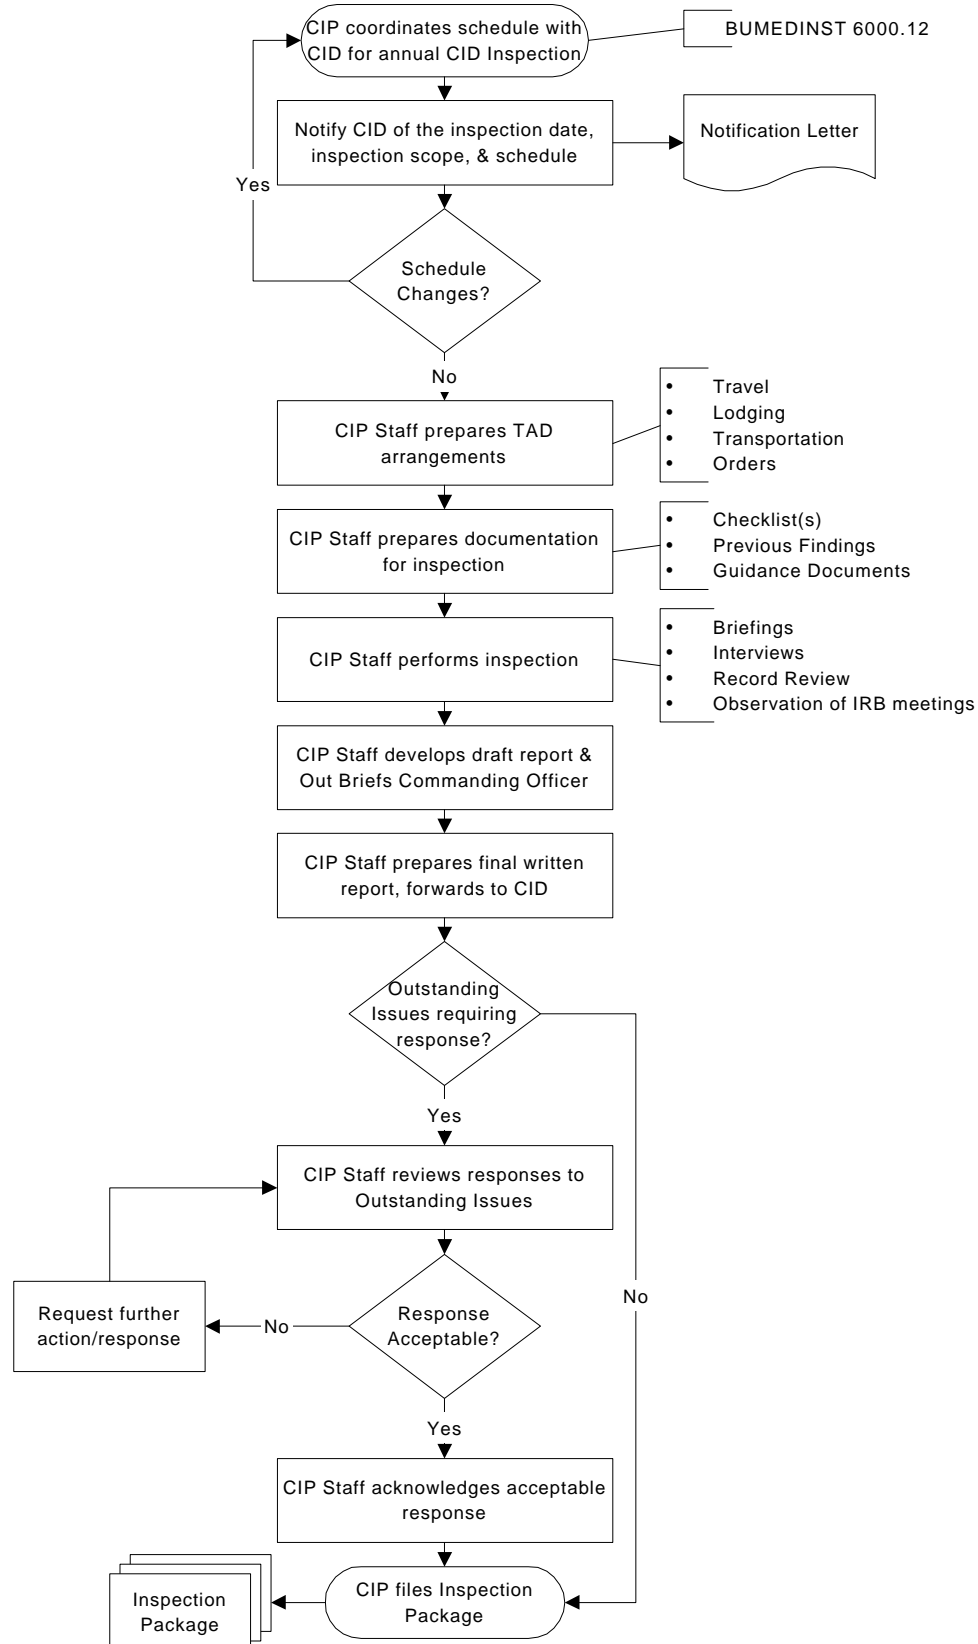 CIP coordinates schedule with
CID for annual CID Inspection
BUMEDINST 6000.12
Notify CID of the inspection date,
inspection scope, & schedule
Notification Letter
Yes
Schedule
Changes?
No
CIP Staff prepares TAD
arrangements
• Travel
• Lodging
• Transportation
• Orders
CIP Staff prepares documentation
for inspection
• Checklist(s)
• Previous Findings
• Guidance Documents
CIP Staff performs inspection
• Briefings
• Interviews
• Record Review
• Observation of IRB meetings
CIP Staff develops draft report &
Out Briefs Commanding Officer
CIP Staff prepares final written
report, forwards to CID
Outstanding
Issues requiring
response?
Yes
CIP Staff reviews responses to
Outstanding Issues
No
Request further
action/response
No
Response
Acceptable?
Yes
CIP Staff acknowledges acceptable
response
CIP files Inspection
Package
Inspection
Package